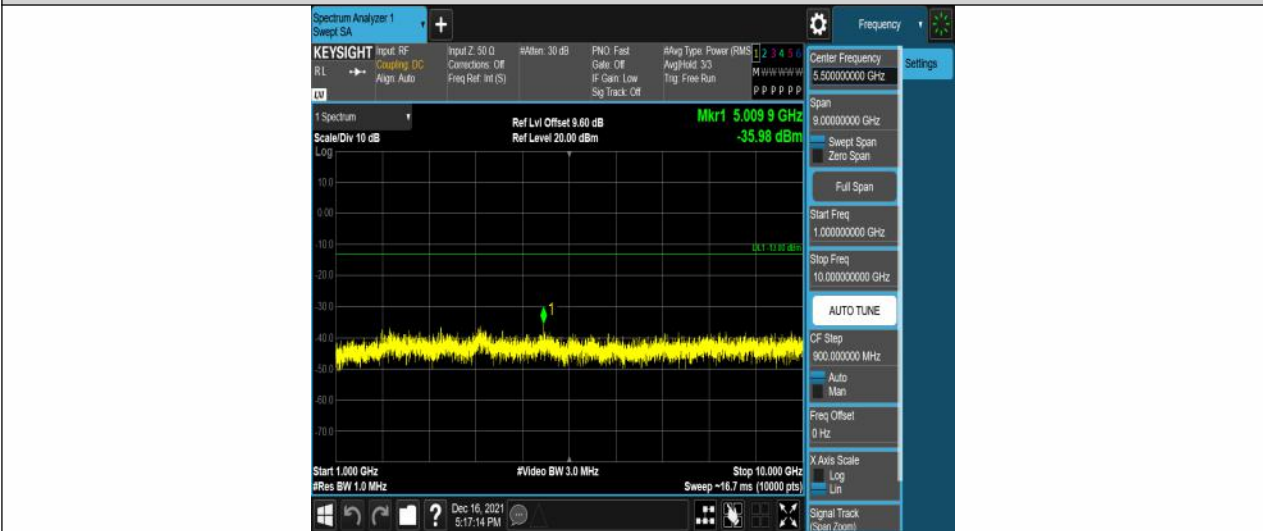 Spectrum Analyzer 1
Swept SA
+
Frequency
KEYSIGHT
RL
LV
Input: RF
Coupling: DC
Align: Auto
Input Z: 50 Ω
Corrections: Off
Freq Ref: Int (S)
#Atten: 30 dB
PNO: Fast
Gate: Off
IF Gain: Low
Sig Track: Off
#Avg Type: Power (RMS
Avg|Hold: 3/3
Trig: Free Run
1 2 3 4 5 6
M W W W W W
P P P P P P
Center Frequency
5.500000000 GHz
Settings
Span
9.00000000 GHz
Swept Span
Zero Span
Full Span
Start Freq
1.000000000 GHz
Stop Freq
10.000000000 GHz
AUTO TUNE
CF Step
900.000000 MHz
Auto
Man
Freq Offset
0 Hz
X Axis Scale
Log
Lin
Signal Track
(Span Zoom)
1 Spectrum
Scale/Div 10 dB
Log
Ref Lvl Offset 9.60 dB
Ref Level 20.00 dBm
Mkr1 5.009 9 GHz
-35.98 dBm
10.0
0.00
-10.0
DL1 -13.00 dBm
-20.0
-30.0
1
-40.0
-50.0
-60.0
-70.0
Start 1.000 GHz
#Video BW 3.0 MHz
Stop 10.000 GHz
#Res BW 1.0 MHz
Sweep ~16.7 ms (10000 pts)
?
Dec 16, 2021
5:17:14 PM